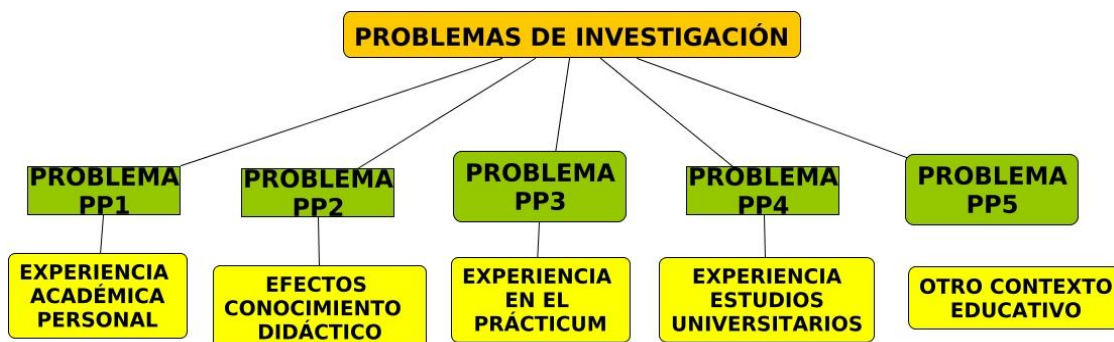 PROBLEMAS DE INVESTIGACIÓN
PROBLEMA
PP1
PROBLEMA
PP2
PROBLEMA
PP3
PROBLEMA
PP4
PROBLEMA
PP5
EXPERIENCIA
ACADÉMICA
PERSONAL
EFECTOS
CONOCIMIENTO
DIDÁCTICO
EXPERIENCIA
EN EL
PRÁCTICUM
EXPERIENCIA
ESTUDIOS
UNIVERSITARIOS
OTRO CONTEXTO
EDUCATIVO